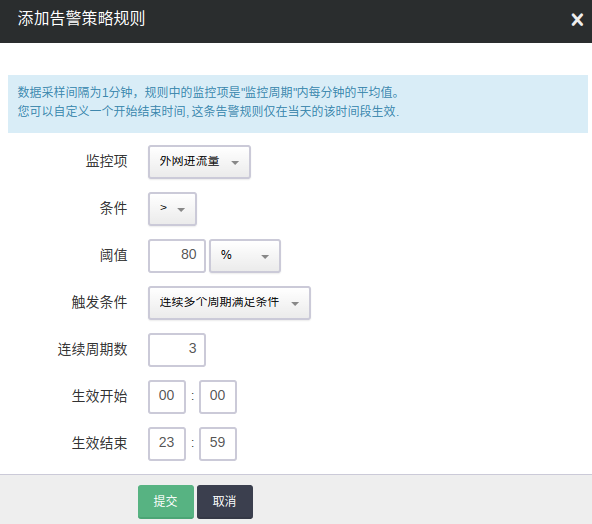 添加告警策略规则
数据采样间隔为1分钟，规则中的监控项是"监控周期"内每分钟的平均值。
您可以自定义一个开始结束时间, 这条告警规则仅在当天的该时间段生效.
监控项 外网进流量
条件 >
阈值 80 %
触发条件 连续多个周期满足条件
连续周期数 3
生效开始 00 : 00
生效结束 23 : 59
提交 取消